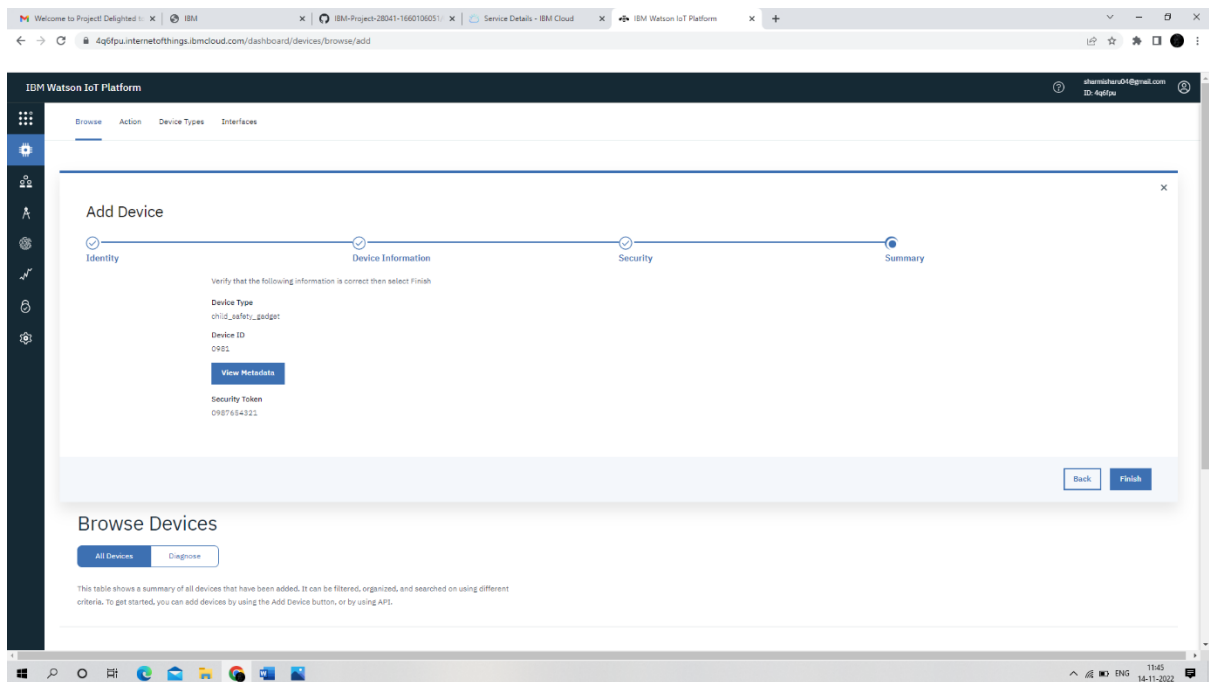 Welcome to Project! Delighted to
IBM
IBM-Project-28041-1660106051/
Service Details - IBM Cloud
IBM Watson IoT Platform
4q6fpu.internetofthings.ibmcloud.com/dashboard/devices/browse/add
IBM Watson IoT Platform
sharmisharu04@gmail.com
ID: 4q6fpu
Browse Action Device Types Interfaces
Add Device
Identity Device Information Security Summary
Verify that the following information is correct then select Finish
Device Type
child_safety_gadget
Device ID
0981
View Metadata
Security Token
0987654321
Back Finish
Browse Devices
All Devices Diagnose
This table shows a summary of all devices that have been added. It can be filtered, organized, and searched on using different
criteria. To get started, you can add devices by using the Add Device button, or by using API.
ENG
11:45
14-11-2022